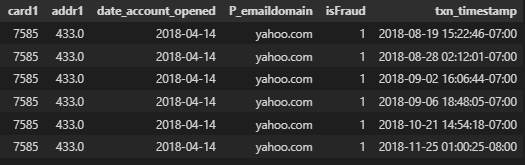 card1 addr1 date_account_opened P_emaildomain isFraud txn_timestamp
7585 433.0 2018-04-14 yahoo.com 1 2018-08-19 15:22:46-07:00
7585 433.0 2018-04-14 yahoo.com 1 2018-08-28 02:12:01-07:00
7585 433.0 2018-04-14 yahoo.com 1 2018-09-02 16:06:44-07:00
7585 433.0 2018-04-14 yahoo.com 1 2018-09-06 18:48:05-07:00
7585 433.0 2018-04-14 yahoo.com 1 2018-10-21 14:54:18-07:00
7585 433.0 2018-04-14 yahoo.com 1 2018-11-25 01:00:25-08:00